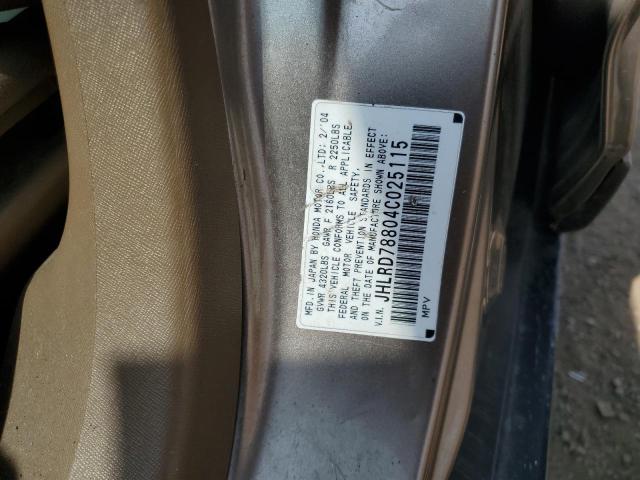 MFD. IN JAPAN BY HONDA MOTOR CO., LTD: 2/'04
GVWR 4320LBS GAWR F 2160LBS R 2250LBS
THIS VEHICLE CONFORMS TO ALL APPLICABLE
FEDERAL MOTOR VEHICLE SAFETY,
AND THEFT PREVENTION STANDARDS IN EFFECT
ON THE DATE OF MANUFACTURE SHOWN ABOVE:
V.I.N. JHLRD78804C025115
MPV